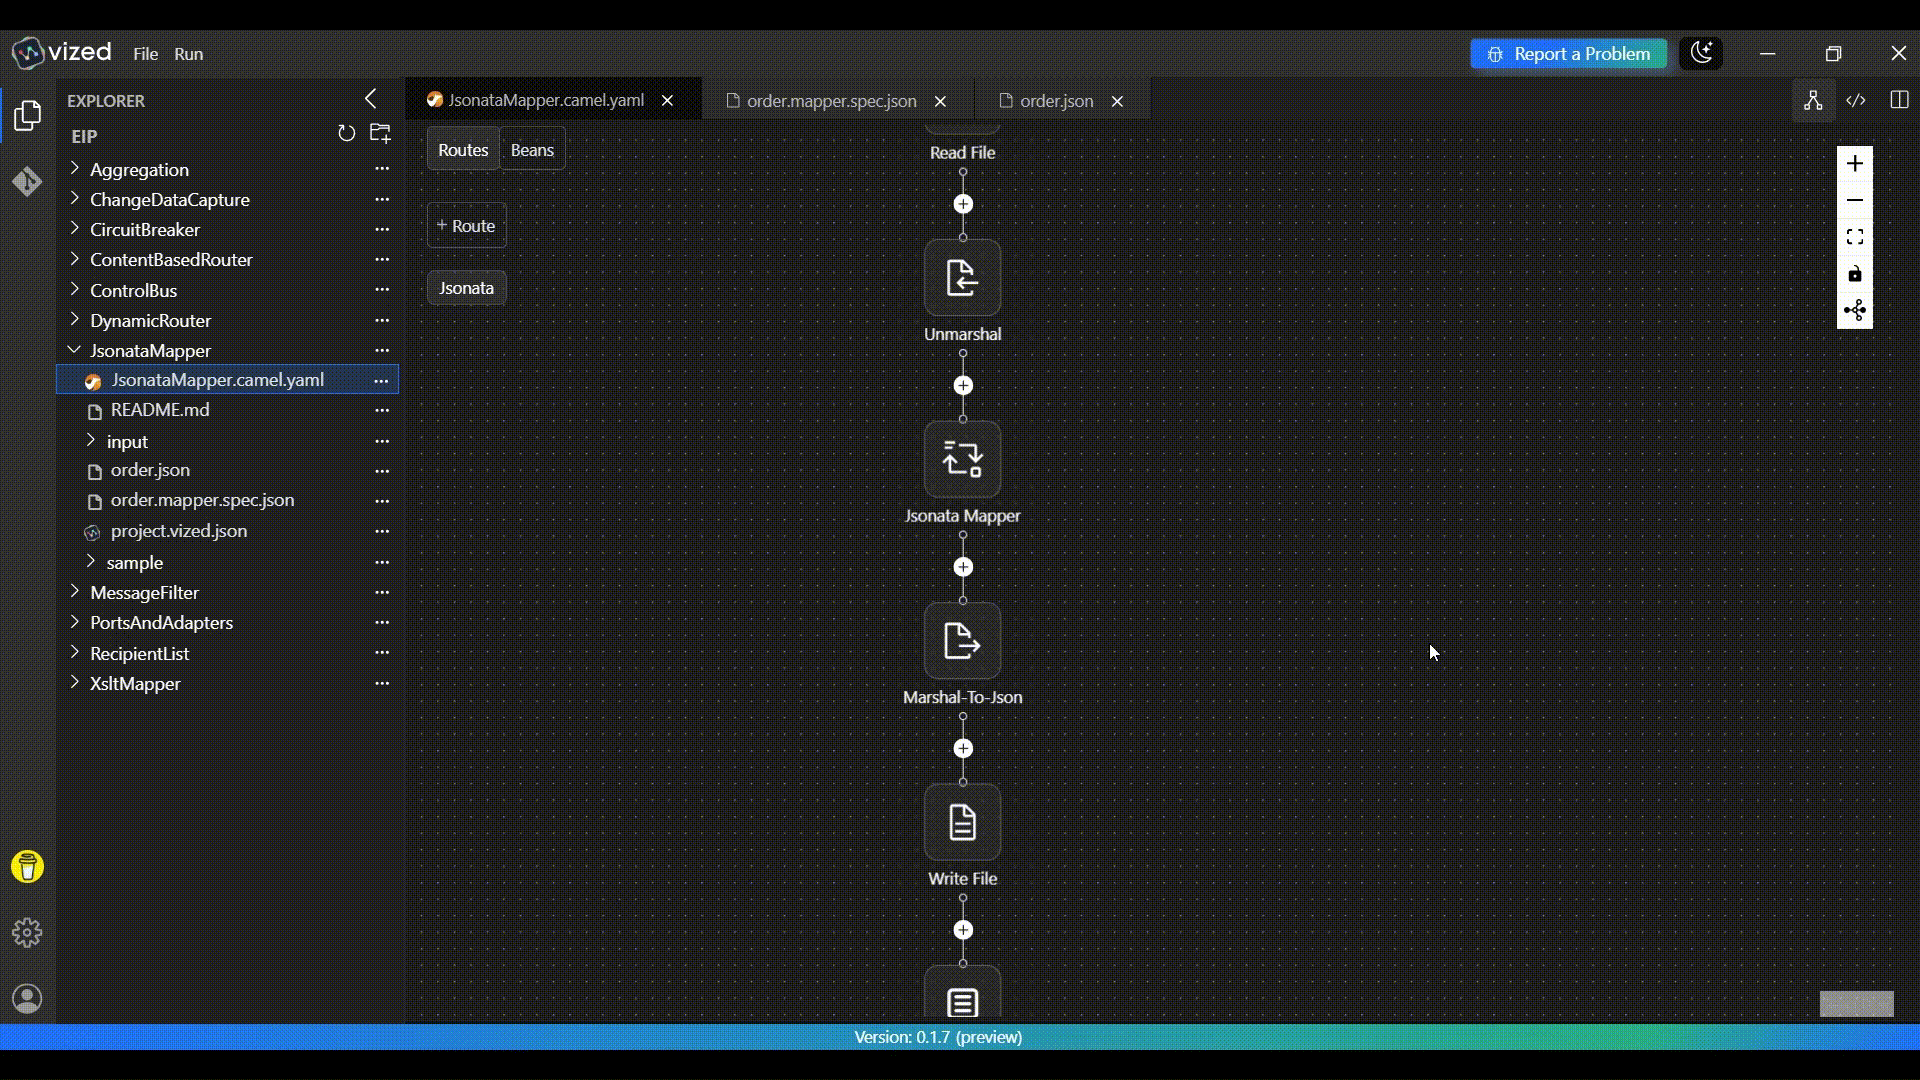 vized File Run Report a Problem
EXPLORER
JsonataMapper.camel.yaml order.mapper.spec.json order.json
EIP
Aggregation
ChangeDataCapture
CircuitBreaker
ContentBasedRouter
ControlBus
DynamicRouter
JsonataMapper
JsonataMapper.camel.yaml
README.md
input
order.json
order.mapper.spec.json
project.vized.json
sample
MessageFilter
PortsAndAdapters
RecipientList
XsltMapper
Routes Beans
+ Route
Jsonata
Read File
Unmarshal
Jsonata Mapper
Marshal-To-Json
Write File
Version: 0.1.7 (preview)